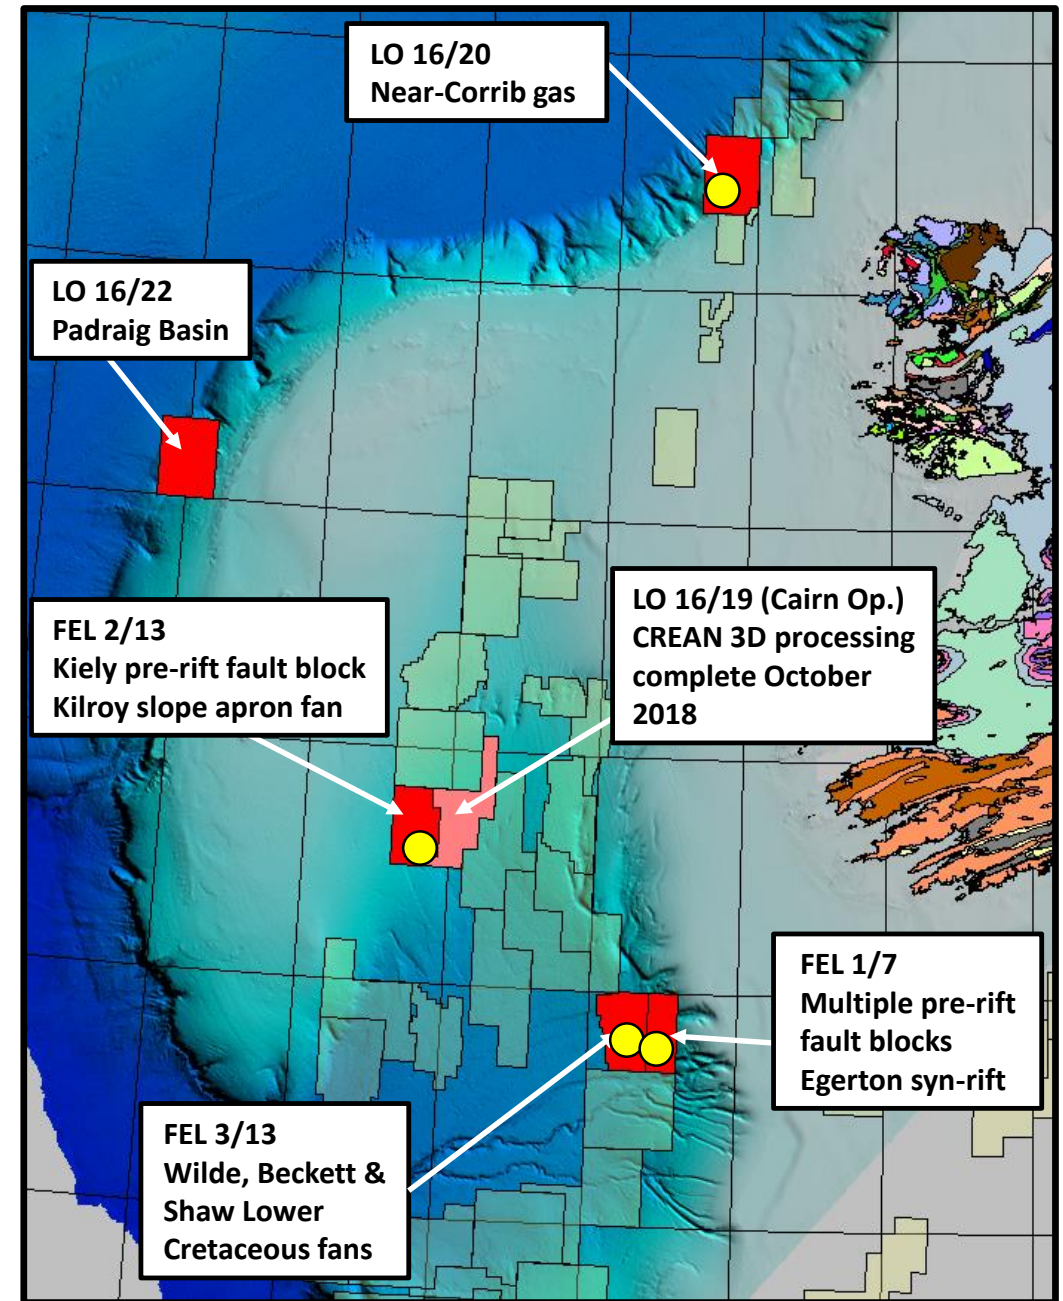 LO 16/20
Near-Corrib gas
LO 16/22
Padraig Basin
FEL 2/13
Kiely pre-rift fault block
Kilroy slope apron fan
LO 16/19 (Cairn Op.)
CREAN 3D processing
complete October
2018
FEL 1/7
Multiple pre-rift
fault blocks
Egerton syn-rift
FEL 3/13
Wilde, Beckett &
Shaw Lower
Cretaceous fans